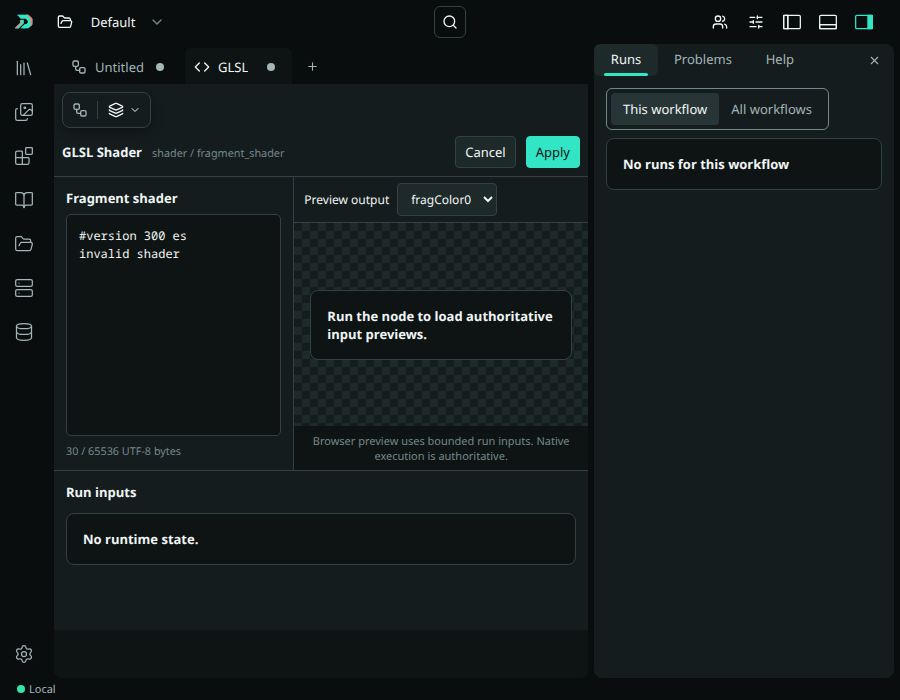 Default
Untitled
GLSL
Runs
Problems
Help
This workflow
All workflows
No runs for this workflow
GLSL Shader
shader / fragment_shader
Cancel
Apply
Fragment shader
#version 300 es
invalid shader
30 / 65536 UTF-8 bytes
Preview output
fragColor0
Run the node to load authoritative
input previews.
Browser preview uses bounded run inputs. Native
execution is authoritative.
Run inputs
No runtime state.
Local